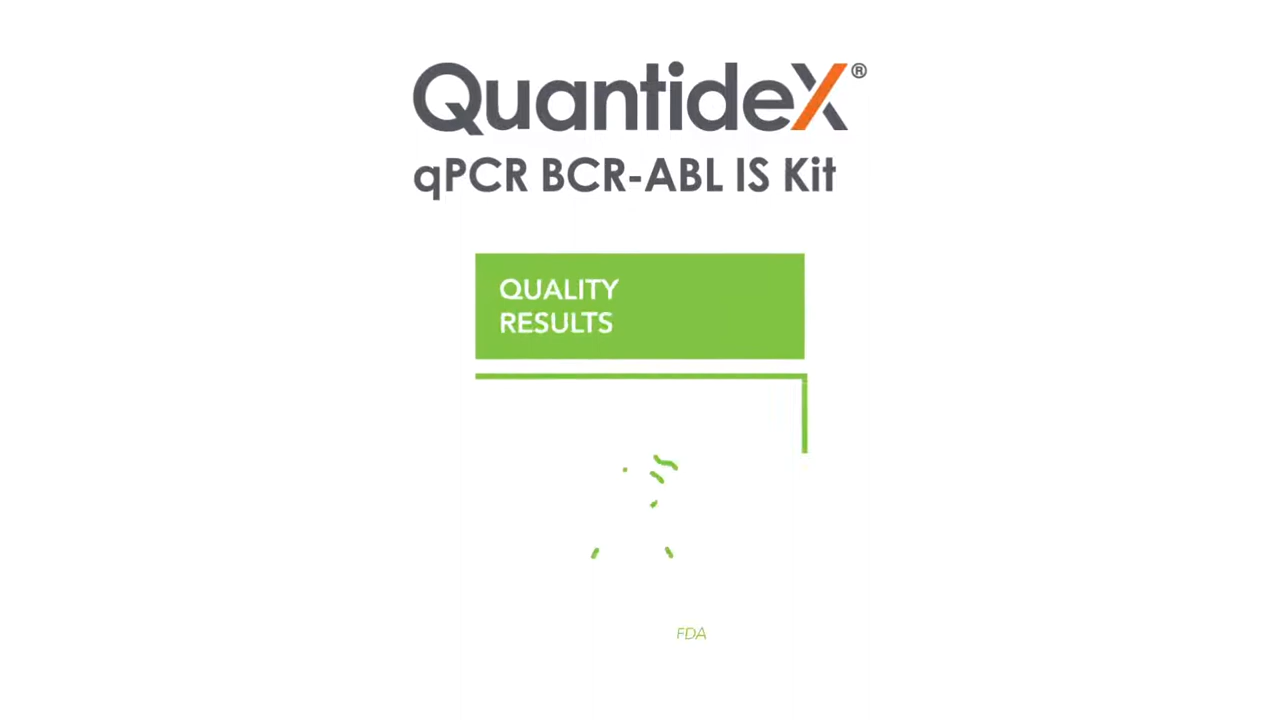 QuantideX®
qPCR BCR-ABL IS Kit
QUALITY
RESULTS
FDA